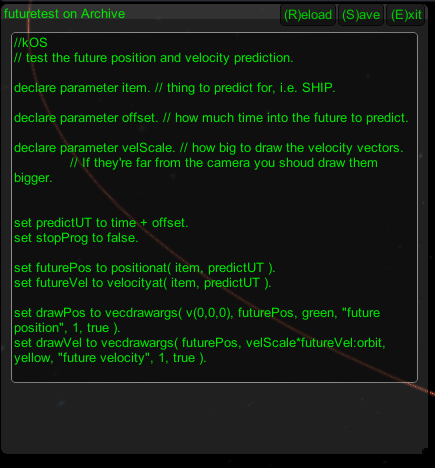 futuretest on Archive
(R)eload (S)ave (E)xit
//kOS
// test the future position and velocity prediction.
declare parameter item. // thing to predict for, i.e. SHIP.
declare parameter offset. // how much time into the future to predict.
declare parameter velScale. // how big to draw the velocity vectors.
// If they're far from the camera you shoud draw them
bigger.
set predictUT to time + offset.
set stopProg to false.
set futurePos to positionat( item, predictUT ).
set futureVel to velocityat( item, predictUT ).
set drawPos to vecdrawargs( v(0,0,0), futurePos, green, "future
position", 1, true ).
set drawVel to vecdrawargs( futurePos, velScale*futureVel:orbit,
yellow, "future velocity", 1, true ).